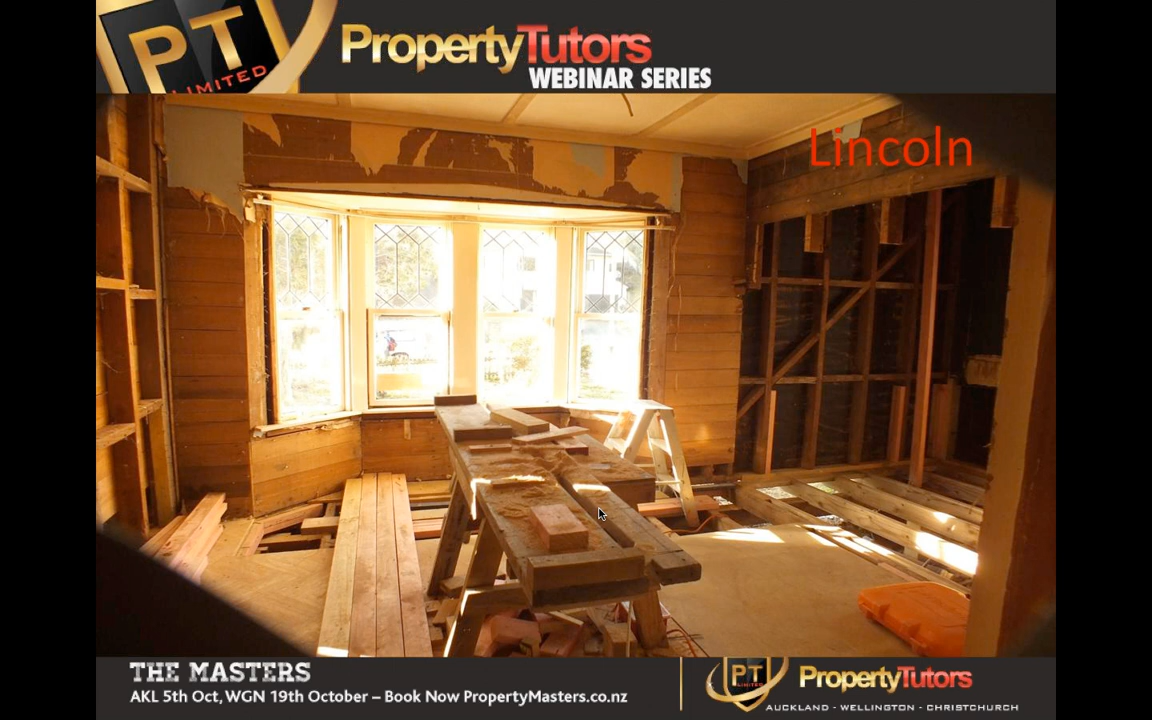 PT
LIMITED
PropertyTutors
WEBINAR SERIES
Lincoln
THE MASTERS
AKL 5th Oct, WGN 19th October – Book Now PropertyMasters.co.nz
PT
LIMITED
PropertyTutors
AUCKLAND - WELLINGTON - CHRISTCHURCH